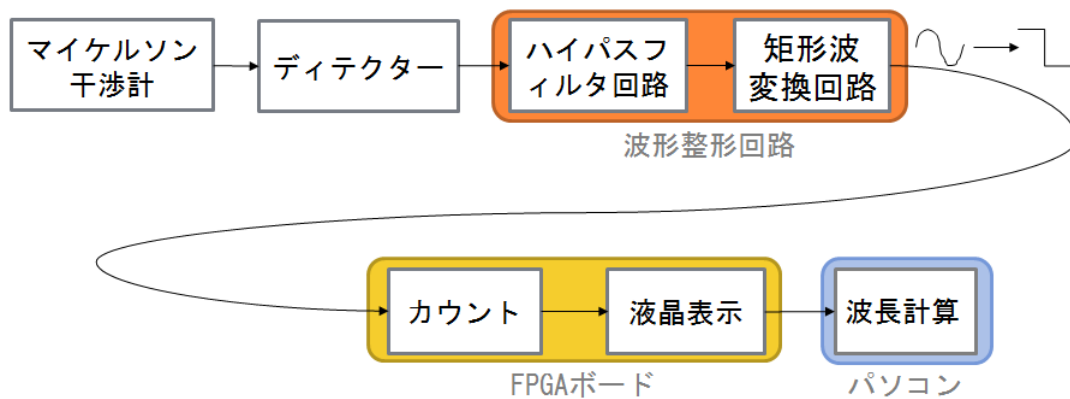 マイケルソン
干渉計
ディテクター
ハイパスフ
ィルタ回路
矩形波
変換回路
波形整形回路
カウント
液晶表示
波長計算
FPGAボード
パソコン